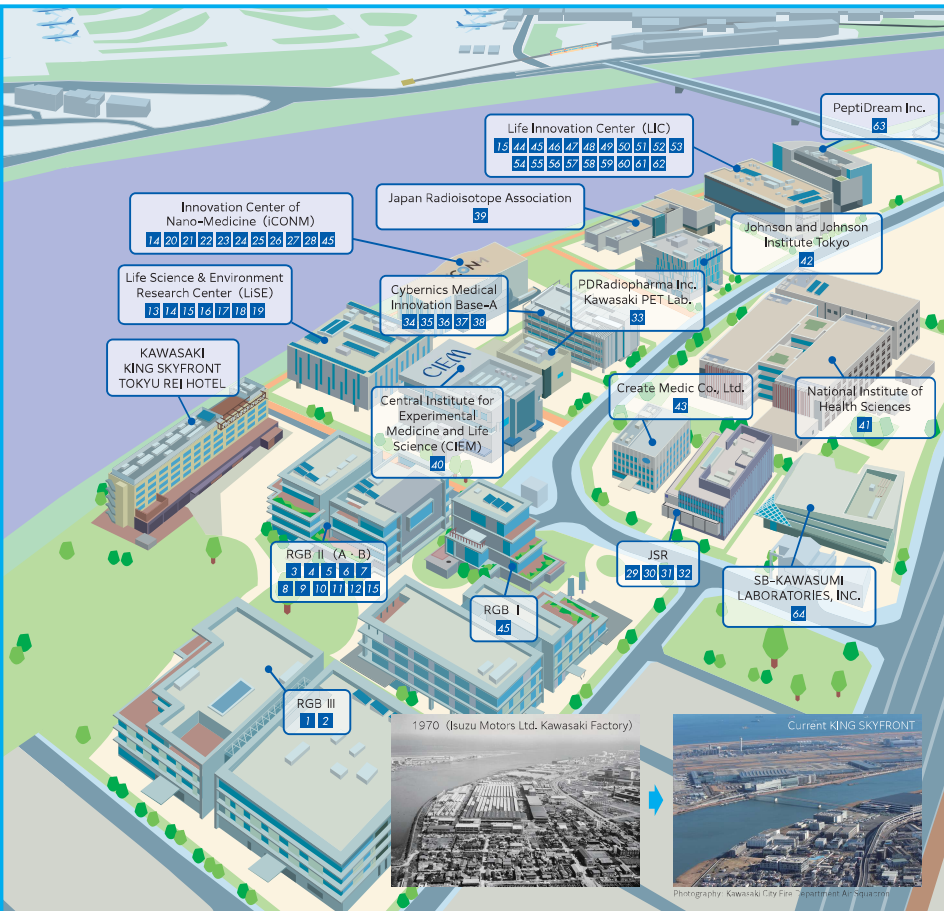 PeptiDream Inc.
63
Life Innovation Center (LIC)
15 44 45 46 47 48 49 50 51 52 53
54 55 56 57 58 59 60 61 62
Japan Radioisotope Association
39
Innovation Center of
Nano-Medicine (iCONM)
14 20 21 22 23 24 25 26 27 28 45
Johnson and Johnson
Institute Tokyo
42
Life Science & Environment
Research Center (LiSE)
13 14 15 16 17 18 19
Cybernics Medical
Innovation Base-A
34 35 36 37 38
PDRadiopharma Inc.
Kawasaki PET Lab.
33
KAWASAKI
KING SKYFRONT
TOKYU REI HOTEL
CIEM
Central Institute for
Experimental
Medicine and Life
Science (CIEM)
40
Create Medic Co., Ltd.
43
National Institute of
Health Sciences
41
RGB II (A・B)
3 4 5 6 7
8 9 10 11 12 15
RGB I
45
JSR
29 30 31 32
SB-KAWASUMI
LABORATORIES, INC.
64
RGB III
1 2
1970 (Isuzu Motors Ltd. Kawasaki Factory)
Current KING SKYFRONT
Photography: Kawasaki City Fire Department Air Squadron